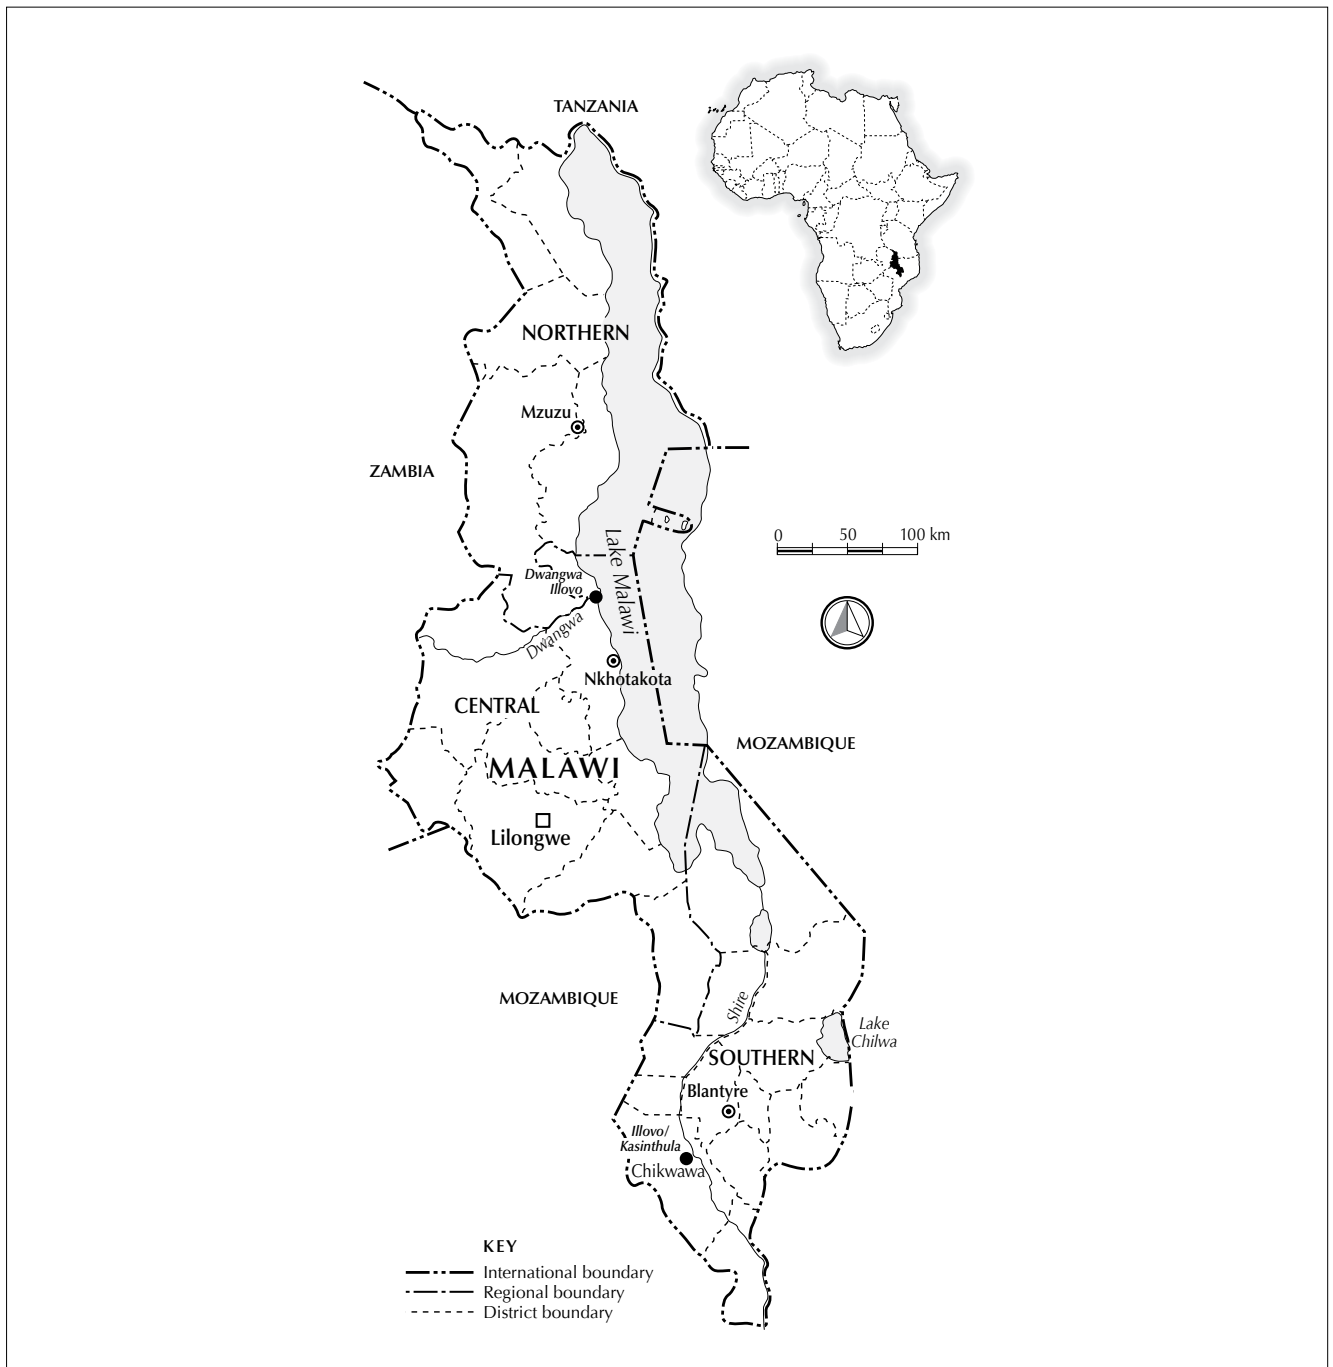 TANZANIA
NORTHERN
Mzuzu
ZAMBIA
0 50 100 km
Lake Malawi
Dwangwa
Illovo
Dwangwa
Nkhotakota
CENTRAL
MOZAMBIQUE
MALAWI
Lilongwe
MOZAMBIQUE
Shire
Lake
Chilwa
SOUTHERN
Blantyre
Illovo/
Kasinthula
Chikwawa
KEY
International boundary
Regional boundary
District boundary